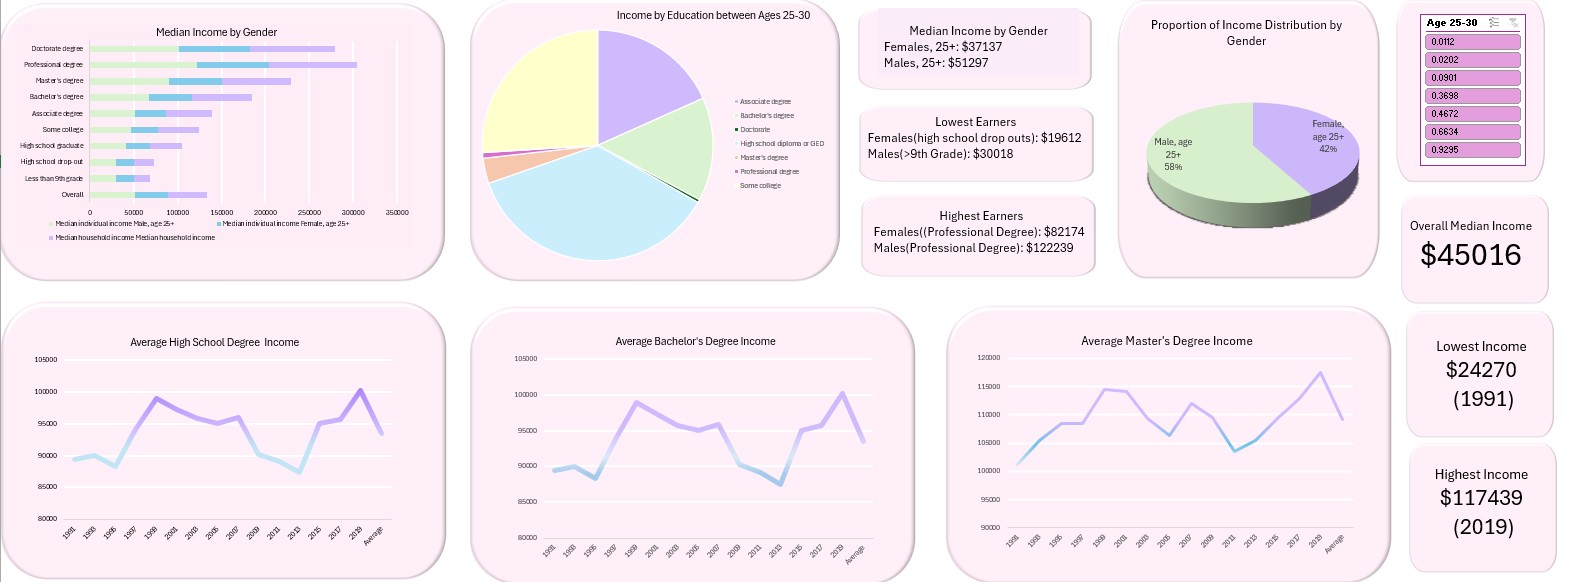 Median Income by Gender
Doctorate degree
Professional degree
Master's degree
Bachelor's degree
Associate degree
Some college
High school graduate
High school drop-out
Less than 9th grade
Overall
0
50000
100000
150000
200000
250000
300000
350000
Median individual income Male, age 25+
Median individual income Female, age 25+
Median household income Median household income
Income by Education between Ages 25-30
Associate degree
Bachelor's degree
Doctorate
High school diploma or GED
Master's degree
Professional degree
Some college
Median Income by Gender
Females, 25+: $37137
Males, 25+: $51297
Lowest Earners
Females(high school drop outs): $19612
Males(>9th Grade): $30018
Highest Earners
Females((Professional Degree): $82174
Males(Professional Degree): $122239
Proportion of Income Distribution by
Gender
Female,
age 25+
42%
Male, age
25+
58%
Age 25-30
0.0112
0.0202
0.0901
0.3698
0.4672
0.6634
0.9295
Overall Median Income
$45016
Lowest Income
$24270
(1991)
Highest Income
$117439
(2019)
Average High School Degree Income
105000
100000
95000
90000
85000
80000
1991
1993
1995
1997
1999
2001
2003
2005
2007
2009
2011
2013
2015
2017
2019
Average
Average Bachelor's Degree Income
105000
100000
95000
90000
85000
80000
1991
1993
1995
1997
1999
2001
2003
2005
2007
2009
2011
2013
2015
2017
2019
Average
Average Master's Degree Income
120000
115000
110000
105000
100000
95000
90000
1991
1993
1995
1997
1999
2001
2003
2005
2007
2009
2011
2013
2015
2017
2019
Average